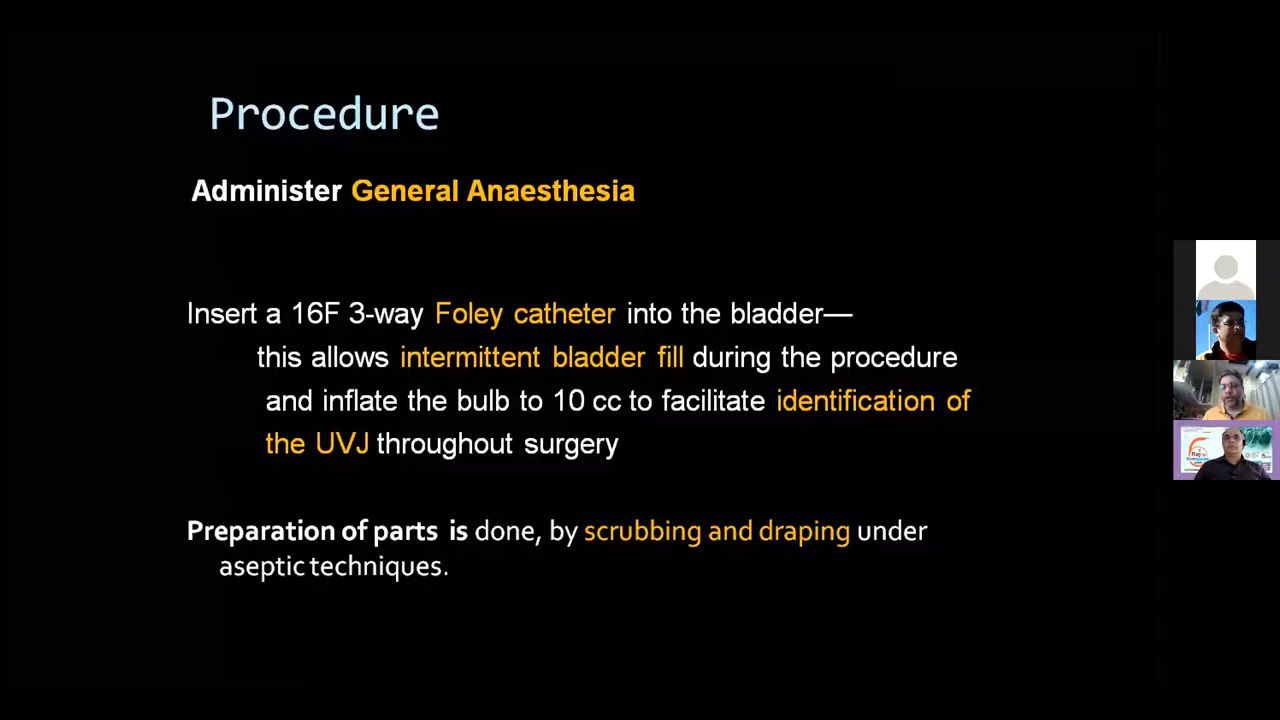 Procedure
Administer General Anaesthesia
Insert a 16F 3-way Foley catheter into the bladder—
this allows intermittent bladder fill during the procedure
and inflate the bulb to 10 cc to facilitate identification of
the UVJ throughout surgery
Preparation of parts is done, by scrubbing and draping under
aseptic techniques.